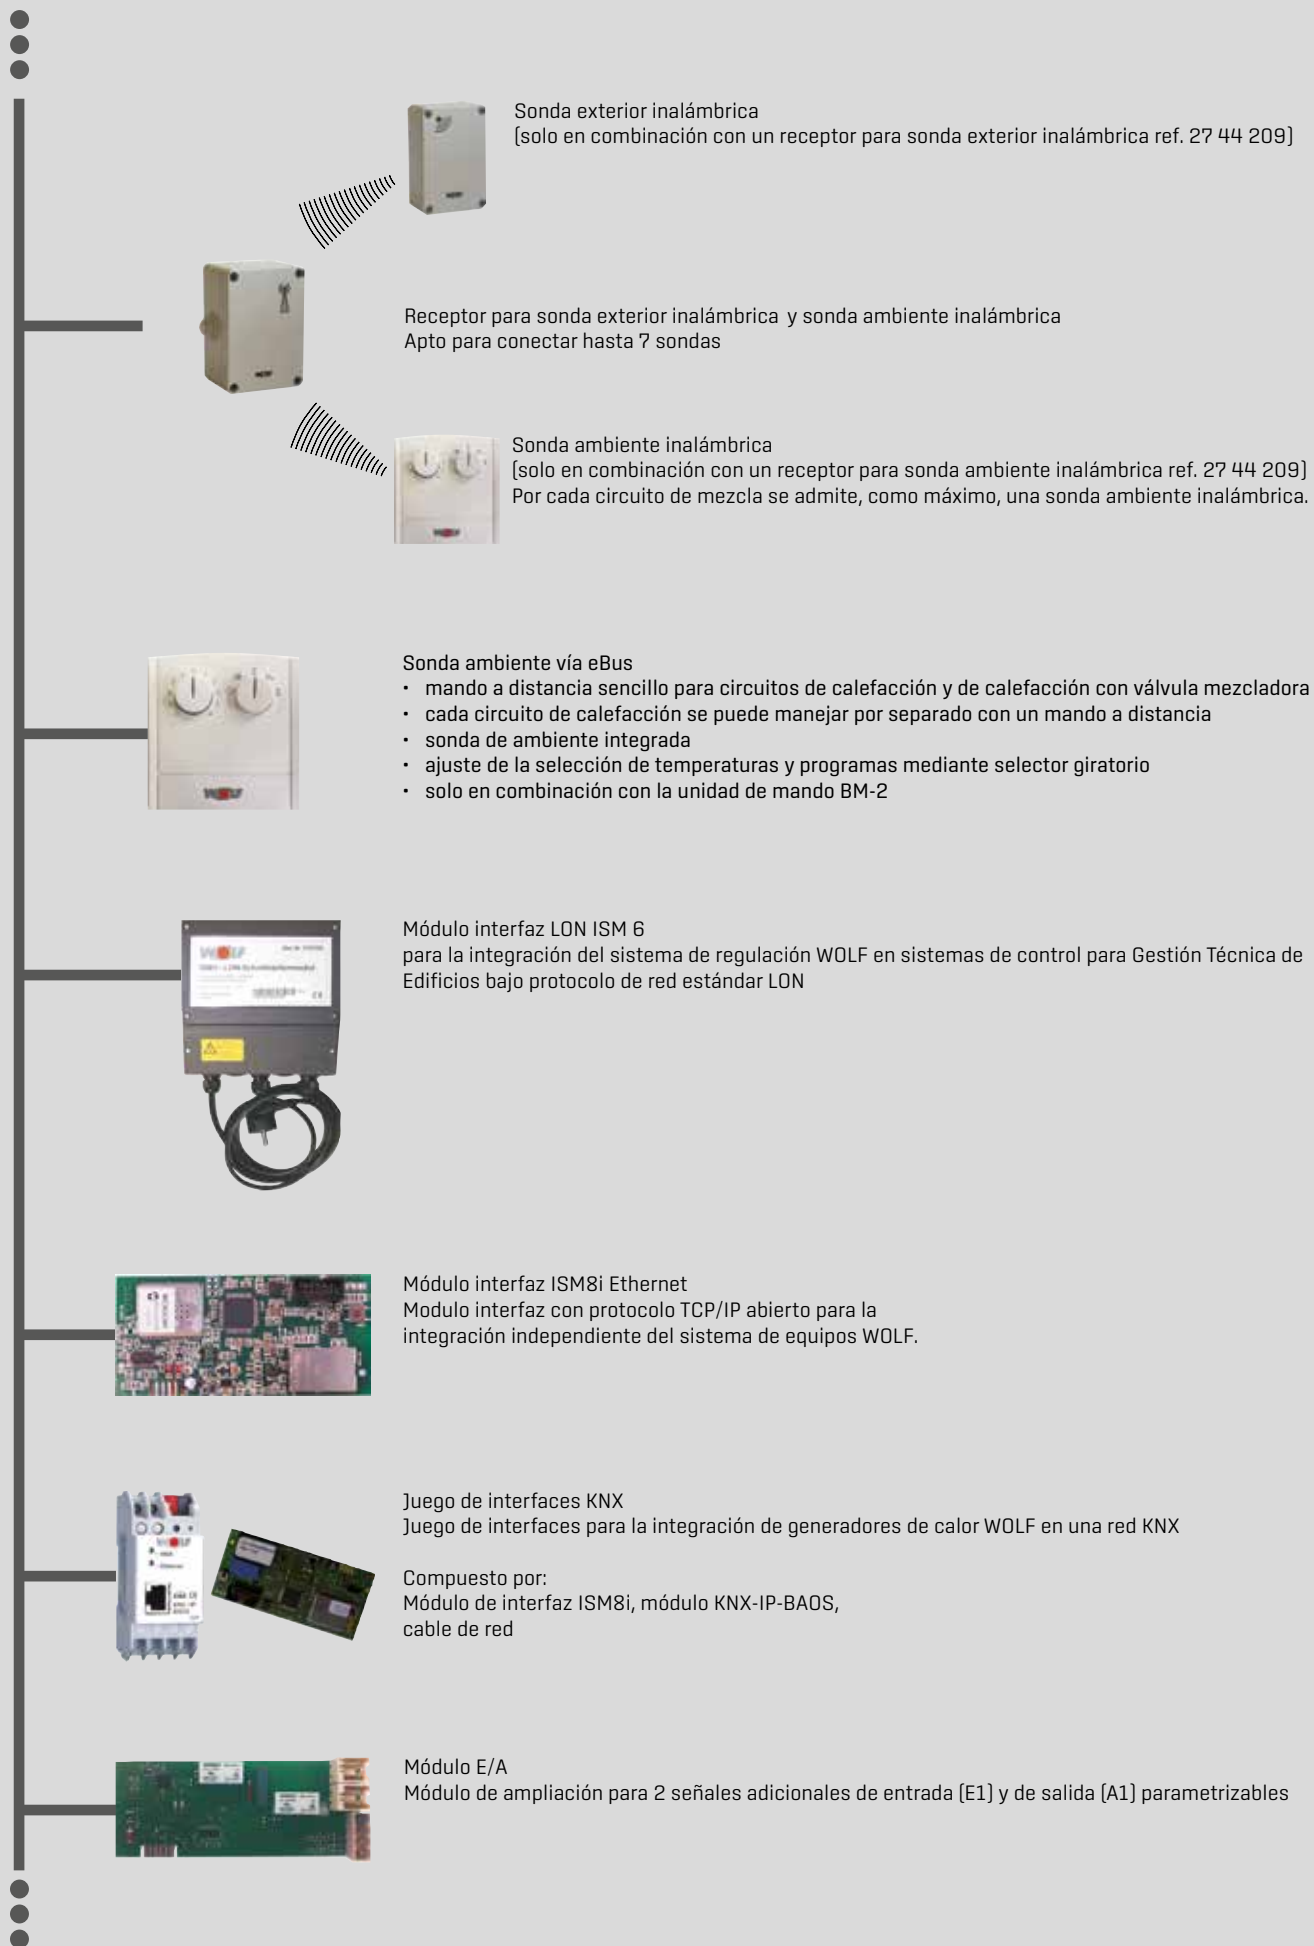 Sonda exterior inalámbrica
(solo en combinación con un receptor para sonda exterior inalámbrica ref. 27 44 209)
Receptor para sonda exterior inalámbrica y sonda ambiente inalámbrica
Apto para conectar hasta 7 sondas
Sonda ambiente inalámbrica
(solo en combinación con un receptor para sonda ambiente inalámbrica ref. 27 44 209)
Por cada circuito de mezcla se admite, como máximo, una sonda ambiente inalámbrica.
WOLF
Sonda ambiente vía eBus
• mando a distancia sencillo para circuitos de calefacción y de calefacción con válvula mezcladora
• cada circuito de calefacción se puede manejar por separado con un mando a distancia
• sonda de ambiente integrada
• ajuste de la selección de temperaturas y programas mediante selector giratorio
• solo en combinación con la unidad de mando BM-2
WOLF
Módulo interfaz LON ISM 6
para la integración del sistema de regulación WOLF en sistemas de control para Gestión Técnica de
Edificios bajo protocolo de red estándar LON
Módulo interfaz ISM8i Ethernet
Modulo interfaz con protocolo TCP/IP abierto para la
integración independiente del sistema de equipos WOLF.
WOLF
Juego de interfaces KNX
Juego de interfaces para la integración de generadores de calor WOLF en una red KNX
Compuesto por:
Módulo de interfaz ISM8i, módulo KNX-IP-BAOS,
cable de red
Módulo E/A
Módulo de ampliación para 2 señales adicionales de entrada (E1) y de salida (A1) parametrizables